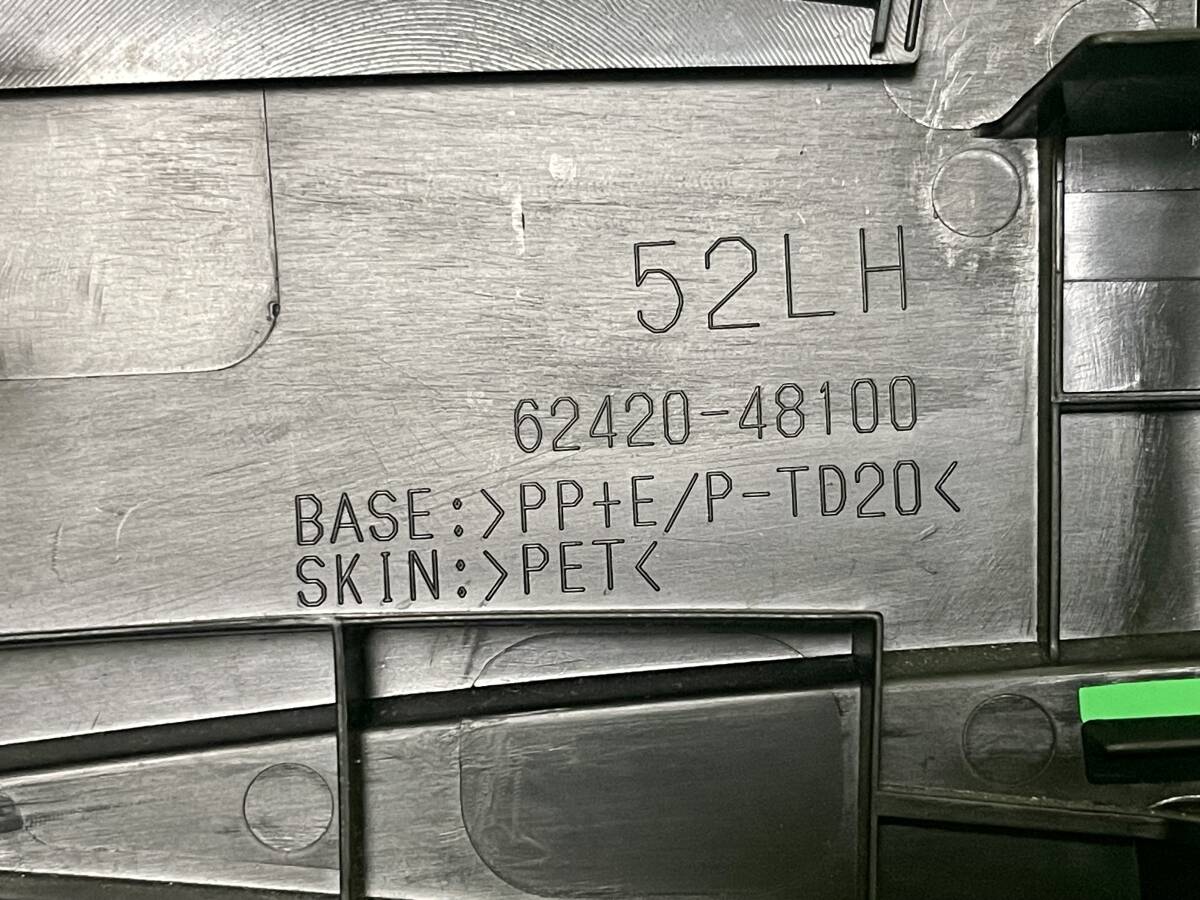 52LH
62420-48100
BASE:>PP+E/P-TD20<
SKIN:>PET<